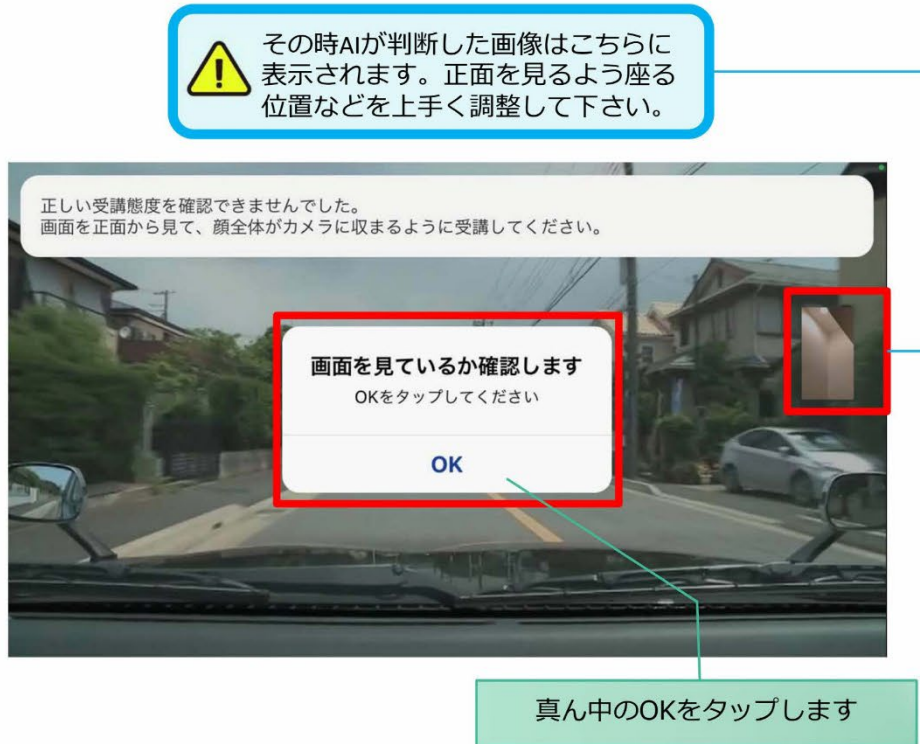 その時AIが判断した画像はこちらに
表示されます。正面を見るよう座る
位置などを上手く調整して下さい。
正しい受講態度を確認できませんでした。
画面を正面から見て、顔全体がカメラに収まるように受講してください。
画面を見ているか確認します
OKをタップしてください
OK
真ん中のOKをタップします